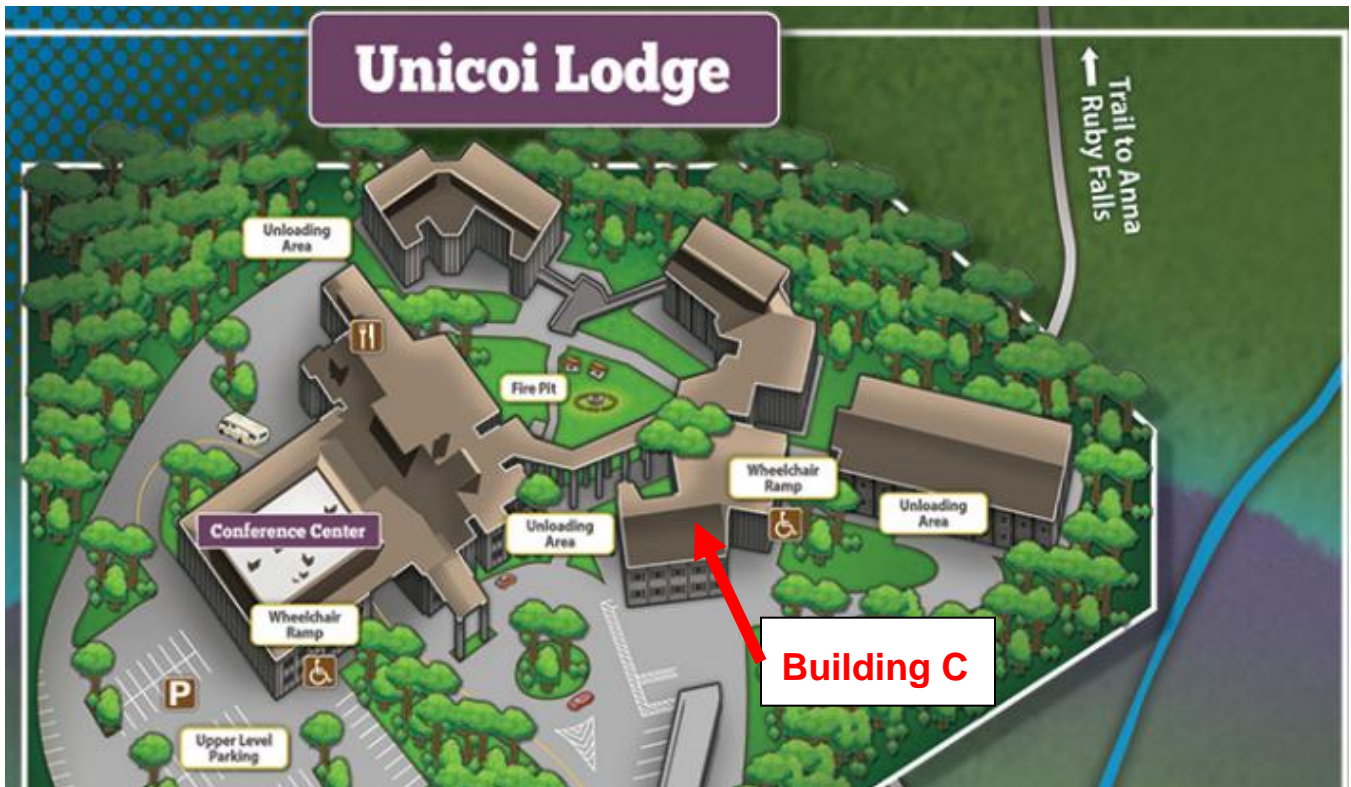 Unicoi Lodge
Trail to Anna
Ruby Falls
Unloading
Area
Fire Pit
Wheelchair
Ramp
Unloading
Area
Conference Center
Unloading
Area
Wheelchair
Ramp
Building C
P
Upper Level
Parking